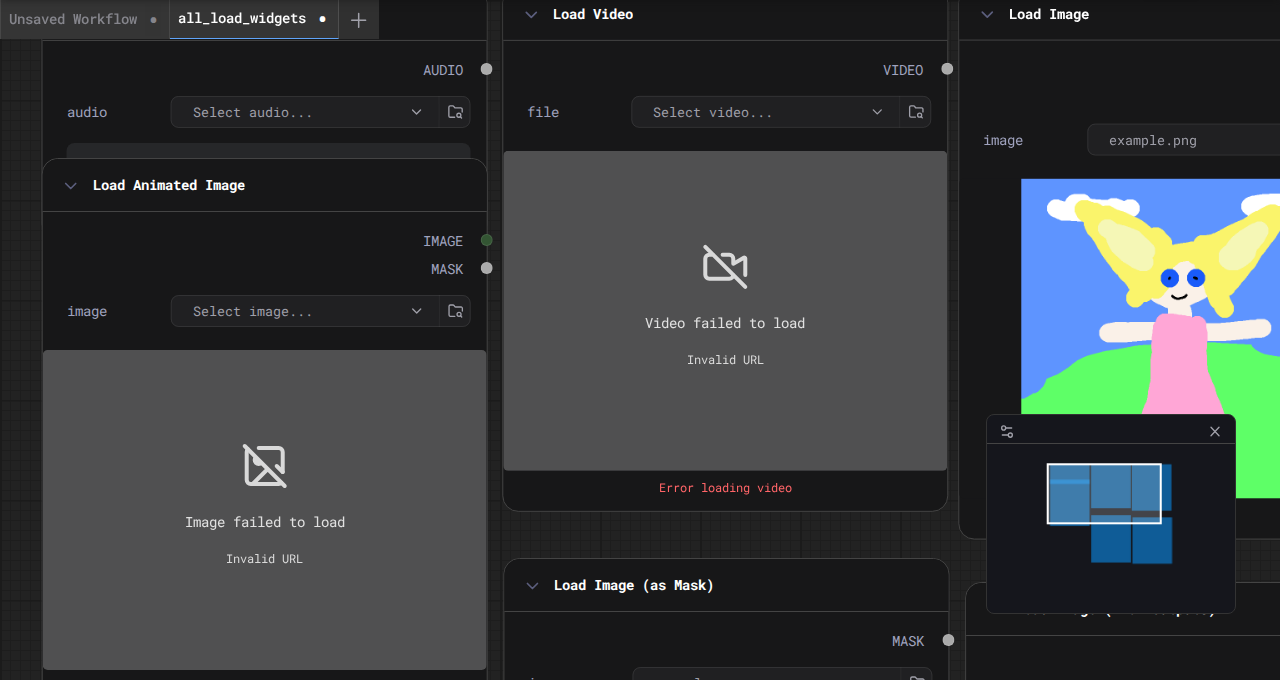 Unsaved Workflow
all_load_widgets
AUDIO
audio
Select audio...
Load Animated Image
IMAGE
MASK
image
Select image...
Image failed to load
Invalid URL
Load Video
VIDEO
file
Select video...
Video failed to load
Invalid URL
Error loading video
Load Image (as Mask)
MASK
Load Image
image
example.png